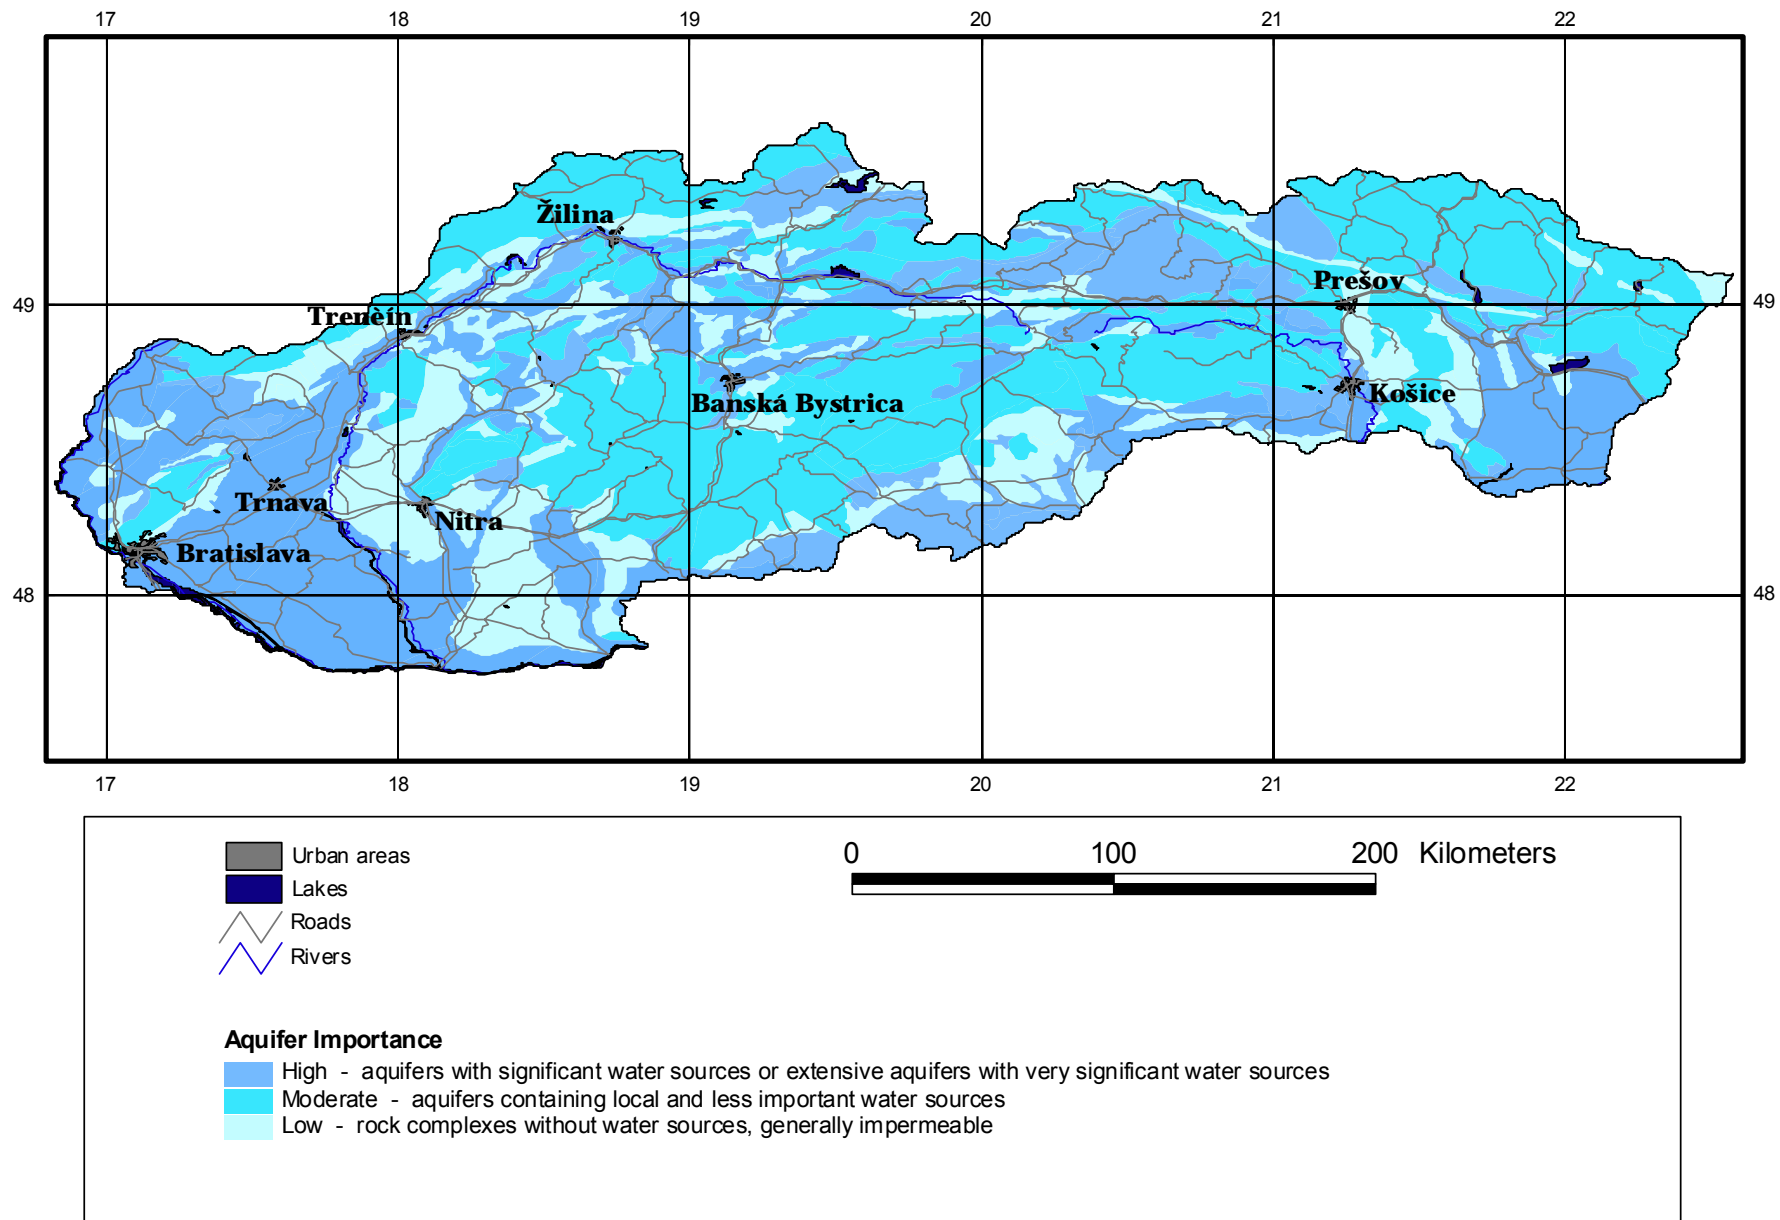 17 18 19 20 21 22
Žilina
Prešov
49 49
Trenèín
Banská Bystrica
Košice
Trnava
Nitra
Bratislava
48 48
17 18 19 20 21 22
0 100 200 Kilometers
Urban areas
Lakes
Roads
Rivers
Aquifer Importance
High - aquifers with significant water sources or extensive aquifers with very significant water sources
Moderate - aquifers containing local and less important water sources
Low - rock complexes without water sources, generally impermeable